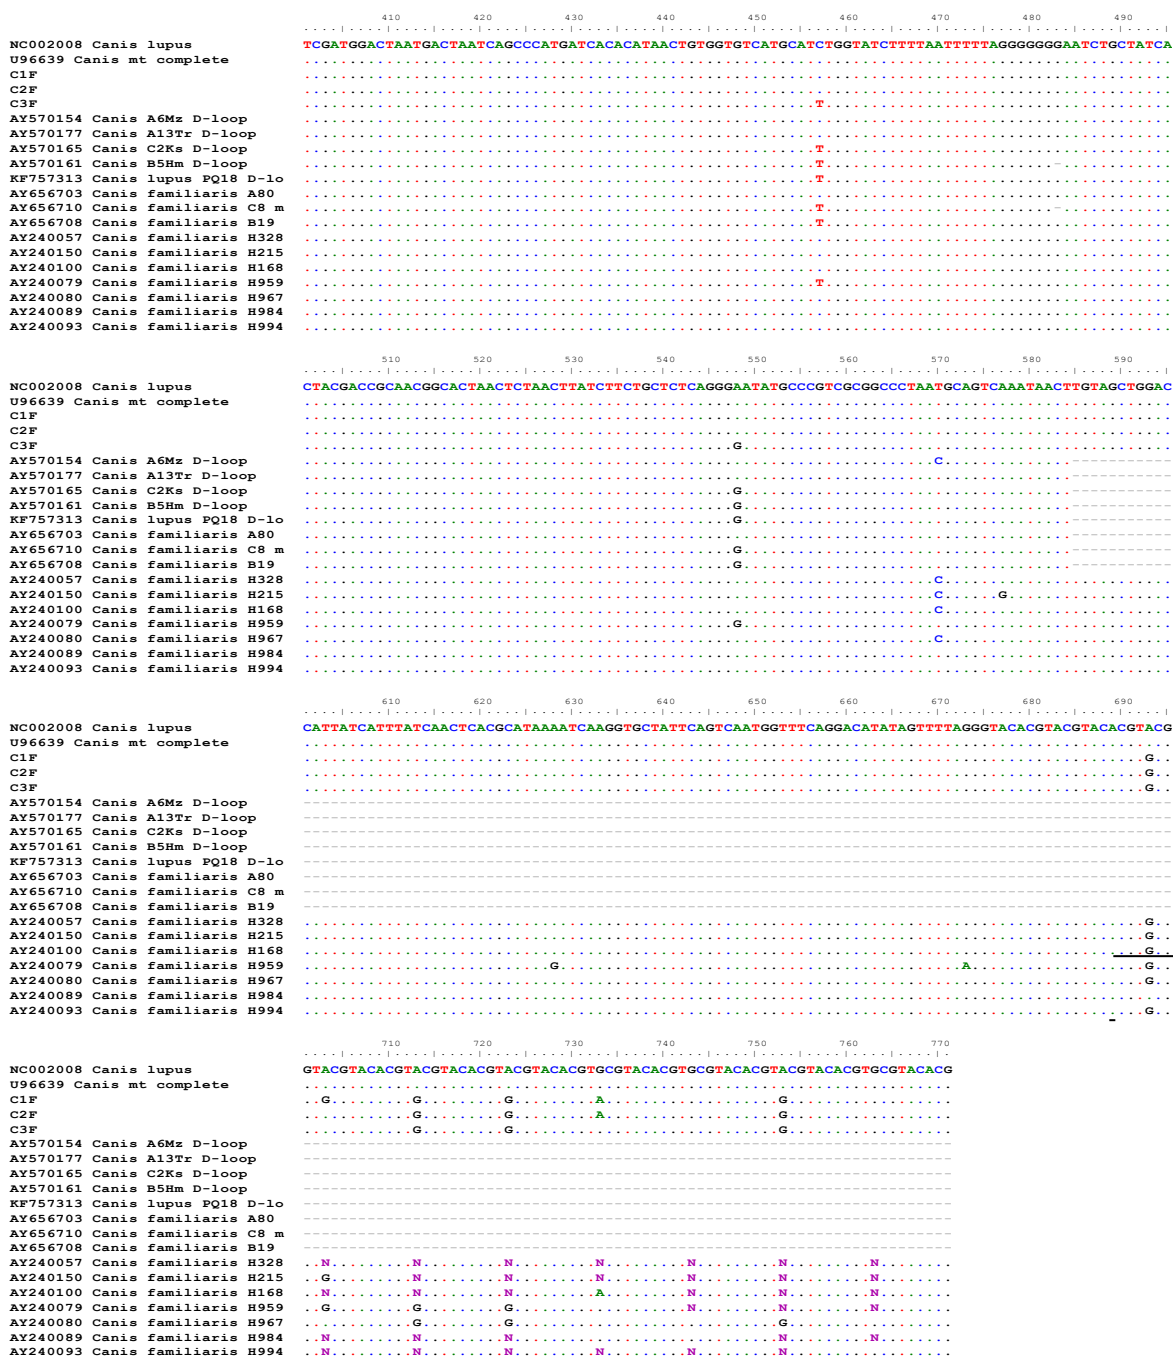 410 420 430 440 450 460 470 480 490
NC002008 Canis lupus TCGATGGACTAATGACTAATCAGCCCATGATCACACATAACTGTGGTGTCATGCATCTGGTATCTTTTAATTTTTAGGGGGGGAATCTGCTATCA
U96639 Canis mt complete
C1F
C2F
C3F T
AY570154 Canis A6Mz D-loop
AY570177 Canis A13Tr D-loop
AY570165 Canis C2Ks D-loop T
AY570161 Canis B5Hm D-loop T -
KF757313 Canis lupus PQ18 D-lo T
AY656703 Canis familiaris A80
AY656710 Canis familiaris C8 m T -
AY656708 Canis familiaris B19 T
AY240057 Canis familiaris H328
AY240150 Canis familiaris H215
AY240100 Canis familiaris H168
AY240079 Canis familiaris H959 T
AY240080 Canis familiaris H967
AY240089 Canis familiaris H984
AY240093 Canis familiaris H994
510 520 530 540 550 560 570 580 590
NC002008 Canis lupus CTACGACCGCAACGGCACTAACTCTAACTTATCTTCTGCTCTCAGGGAATATGCCCGTCGCGGCCCTAATGCAGTCAAATAACTTGTAGCTGGAC
U96639 Canis mt complete
C1F
C2F
C3F G
AY570154 Canis A6Mz D-loop C
AY570177 Canis A13Tr D-loop
AY570165 Canis C2Ks D-loop G
AY570161 Canis B5Hm D-loop G
KF757313 Canis lupus PQ18 D-lo G
AY656703 Canis familiaris A80
AY656710 Canis familiaris C8 m G
AY656708 Canis familiaris B19 G
AY240057 Canis familiaris H328 C
AY240150 Canis familiaris H215 C G
AY240100 Canis familiaris H168 C
AY240079 Canis familiaris H959 G
AY240080 Canis familiaris H967 C
AY240089 Canis familiaris H984
AY240093 Canis familiaris H994
610 620 630 640 650 660 670 680 690
NC002008 Canis lupus CATTATCATTTATCAACTCACGCATAAAATCAAGGTGCTATTCAGTCAATGGTTTCAGGACATATAGTTTTAGGGTACACGTACGTACACGTACG
U96639 Canis mt complete
C1F G
C2F G
C3F G
AY570154 Canis A6Mz D-loop
AY570177 Canis A13Tr D-loop
AY570165 Canis C2Ks D-loop
AY570161 Canis B5Hm D-loop
KF757313 Canis lupus PQ18 D-lo
AY656703 Canis familiaris A80
AY656710 Canis familiaris C8 m
AY656708 Canis familiaris B19
AY240057 Canis familiaris H328 G
AY240150 Canis familiaris H215 G
AY240100 Canis familiaris H168 G
AY240079 Canis familiaris H959 G A G
AY240080 Canis familiaris H967 G
AY240089 Canis familiaris H984
AY240093 Canis familiaris H994 G
710 720 730 740 750 760 770
NC002008 Canis lupus GTACGTACACGTACGTACACGTACGTACACGTGCGTACACGTGCGTACACGTACGTACACGTGCGTACACG
U96639 Canis mt complete
C1F G G G A G
C2F G G A G
C3F G G G
AY570154 Canis A6Mz D-loop
AY570177 Canis A13Tr D-loop
AY570165 Canis C2Ks D-loop
AY570161 Canis B5Hm D-loop
KF757313 Canis lupus PQ18 D-lo
AY656703 Canis familiaris A80
AY656710 Canis familiaris C8 m
AY656708 Canis familiaris B19
AY240057 Canis familiaris H328 N N N N N N N
AY240150 Canis familiaris H215 G N N N N N
AY240100 Canis familiaris H168 N N N A N N N
AY240079 Canis familiaris H959 G G G N N N
AY240080 Canis familiaris H967 G G G
AY240089 Canis familiaris H984 N N N N N
AY240093 Canis familiaris H994 N N N N N N